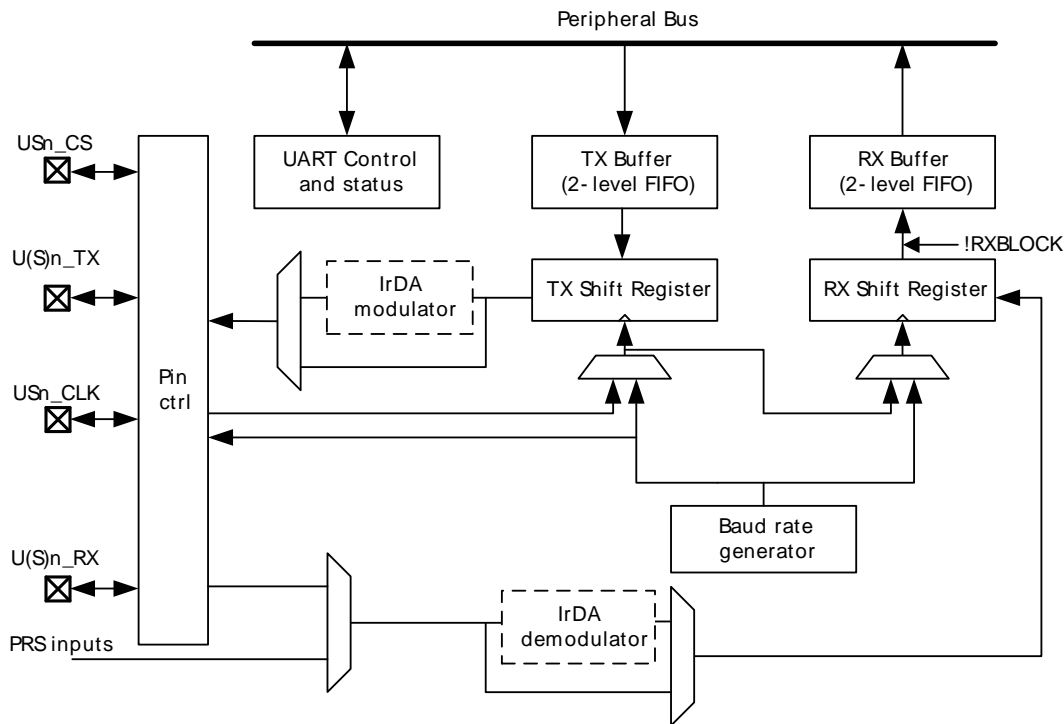 Peripheral Bus
USn_CS
UART Control
and status
TX Buffer
(2- level FIFO)
RX Buffer
(2- level FIFO)
!RXBLOCK
U(S)n_TX
IrDA
modulator
TX Shift Register
RX Shift Register
Pin
ctrl
USn_CLK
Baud rate
generator
U(S)n_RX
IrDA
demodulator
PRS inputs